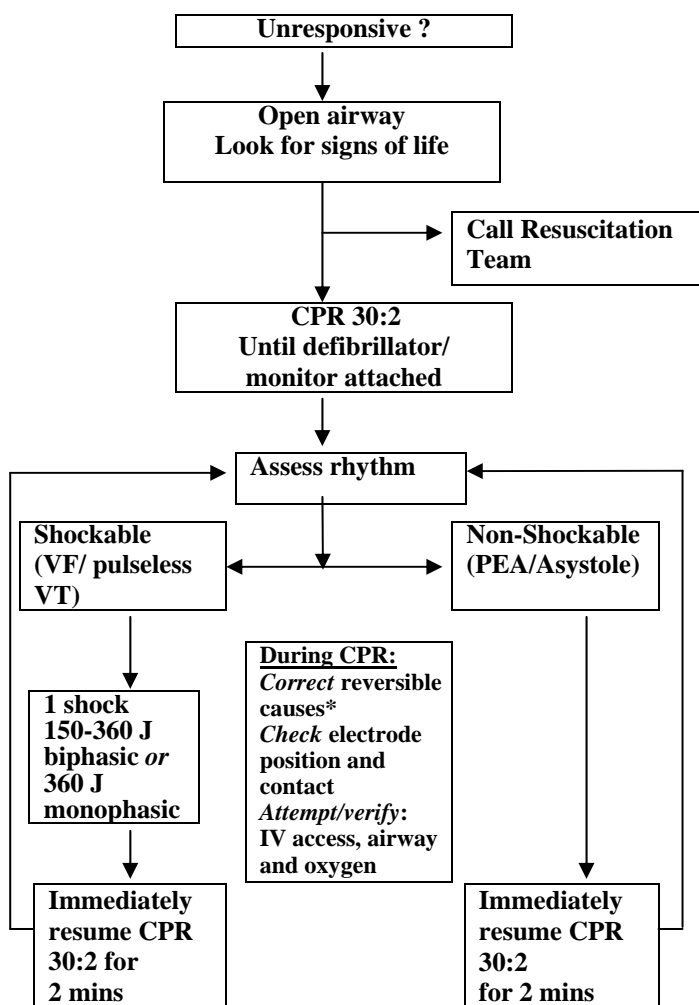 Unresponsive ?
Open airway
Look for signs of life
Call Resuscitation
Team
CPR 30:2
Until defibrillator/
monitor attached
Assess rhythm
Shockable
(VF/ pulseless
VT)
Non-Shockable
(PEA/Asystole)
1 shock
150-360 J
biphasic or
360 J
monophasic
During CPR:
Correct reversible
causes*
Check electrode
position and
contact
Attempt/verify:
IV access, airway
and oxygen
Immediately
resume CPR
30:2 for
2 mins
Immediately
resume CPR
30:2
for 2 mins